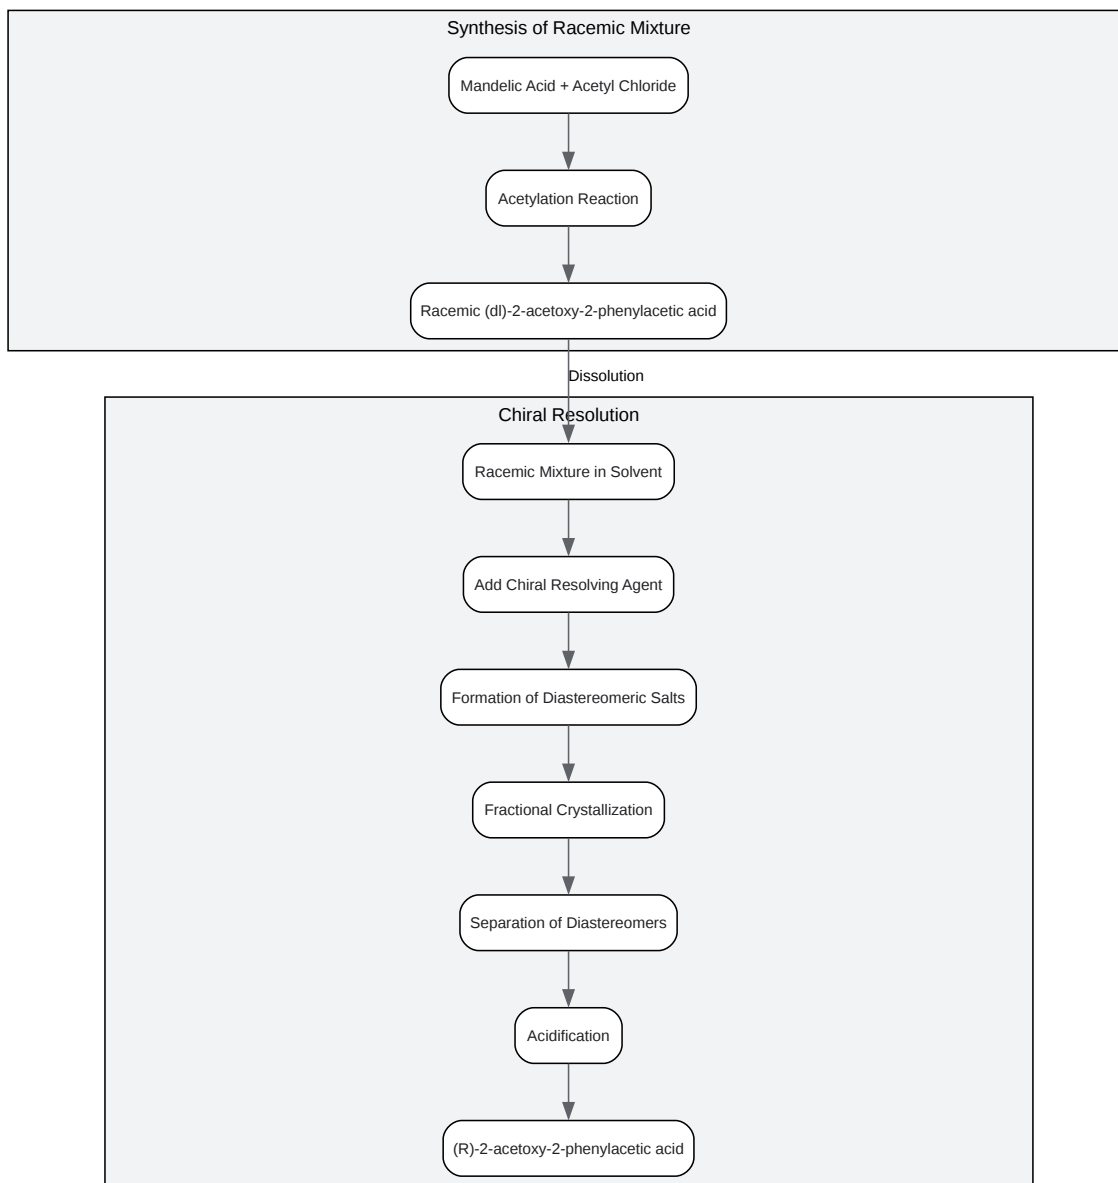 Synthesis of Racemic Mixture
Mandelic Acid + Acetyl Chloride
Acetylation Reaction
Racemic (dl)-2-acetoxy-2-phenylacetic acid
Dissolution
Chiral Resolution
Racemic Mixture in Solvent
Add Chiral Resolving Agent
Formation of Diastereomeric Salts
Fractional Crystallization
Separation of Diastereomers
Acidification
(R)-2-acetoxy-2-phenylacetic acid